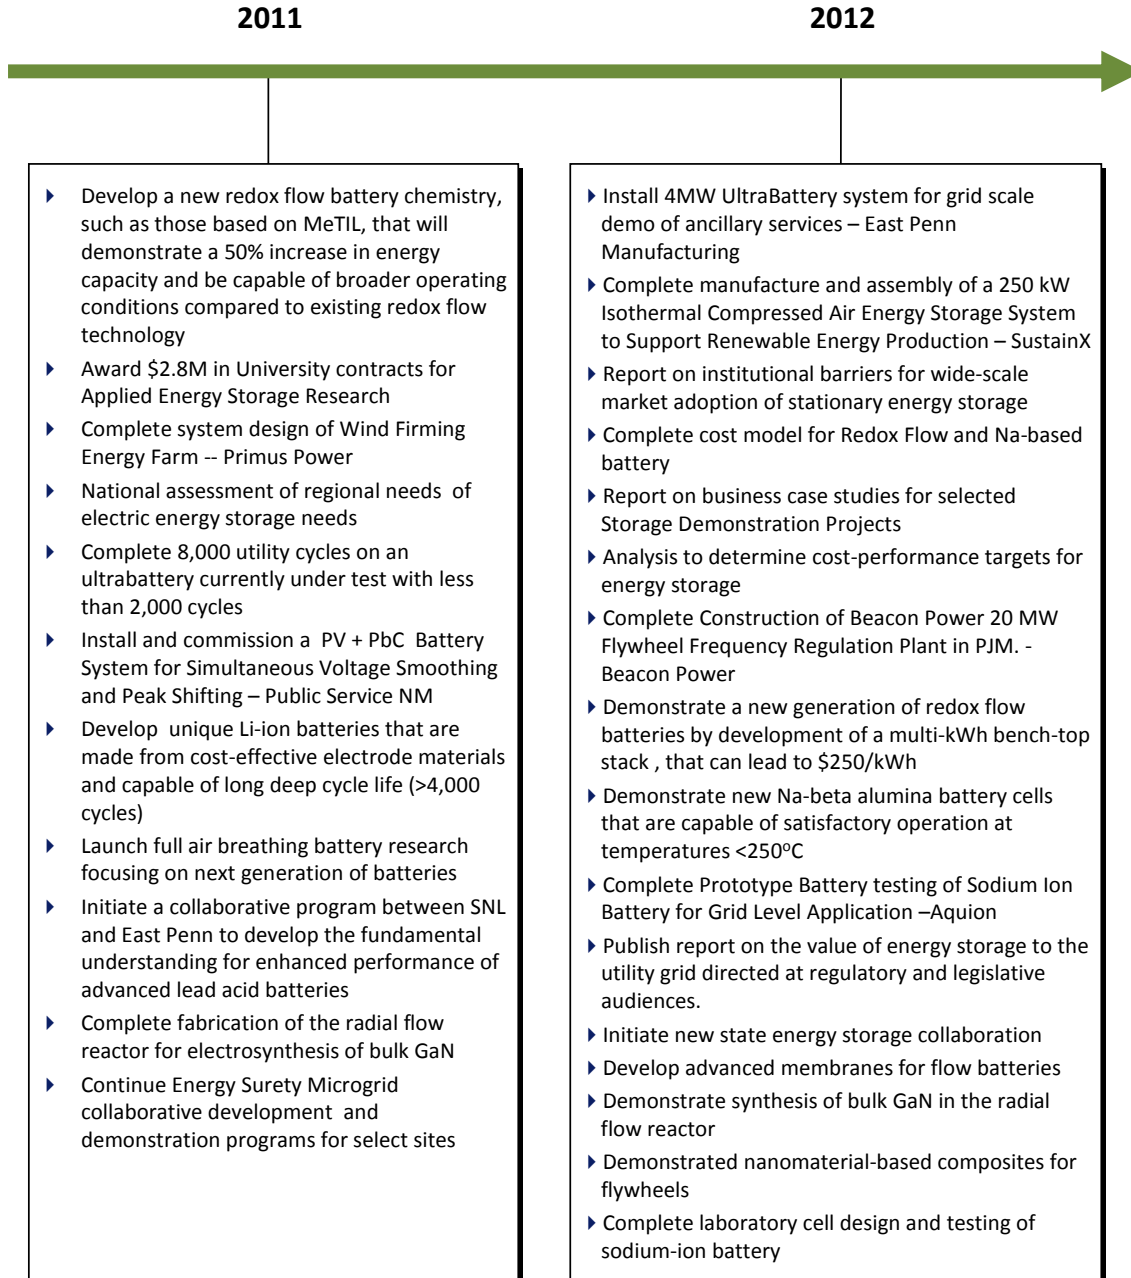 2011
2012
Develop a new redox flow battery chemistry,
such as those based on MeTIL, that will
demonstrate a 50% increase in energy
capacity and be capable of broader operating
conditions compared to existing redox flow
technology
Award $2.8M in University contracts for
Applied Energy Storage Research
Complete system design of Wind Firming
Energy Farm -- Primus Power
National assessment of regional needs of
electric energy storage needs
Complete 8,000 utility cycles on an
ultrabattery currently under test with less
than 2,000 cycles
Install and commission a PV + PbC Battery
System for Simultaneous Voltage Smoothing
and Peak Shifting – Public Service NM
Develop unique Li-ion batteries that are
made from cost-effective electrode materials
and capable of long deep cycle life (>4,000
cycles)
Launch full air breathing battery research
focusing on next generation of batteries
Initiate a collaborative program between SNL
and East Penn to develop the fundamental
understanding for enhanced performance of
advanced lead acid batteries
Complete fabrication of the radial flow
reactor for electrosynthesis of bulk GaN
Continue Energy Surety Microgrid
collaborative development and
demonstration programs for select sites
Install 4MW UltraBattery system for grid scale
demo of ancillary services – East Penn
Manufacturing
Complete manufacture and assembly of a 250 kW
Isothermal Compressed Air Energy Storage System
to Support Renewable Energy Production – SustainX
Report on institutional barriers for wide-scale
market adoption of stationary energy storage
Complete cost model for Redox Flow and Na-based
battery
Report on business case studies for selected
Storage Demonstration Projects
Analysis to determine cost-performance targets for
energy storage
Complete Construction of Beacon Power 20 MW
Flywheel Frequency Regulation Plant in PJM. -
Beacon Power
Demonstrate a new generation of redox flow
batteries by development of a multi-kWh bench-top
stack , that can lead to $250/kWh
Demonstrate new Na-beta alumina battery cells
that are capable of satisfactory operation at
temperatures <250°C
Complete Prototype Battery testing of Sodium Ion
Battery for Grid Level Application –Aquion
Publish report on the value of energy storage to the
utility grid directed at regulatory and legislative
audiences.
Initiate new state energy storage collaboration
Develop advanced membranes for flow batteries
Demonstrate synthesis of bulk GaN in the radial
flow reactor
Demonstrated nanomaterial-based composites for
flywheels
Complete laboratory cell design and testing of
sodium-ion battery